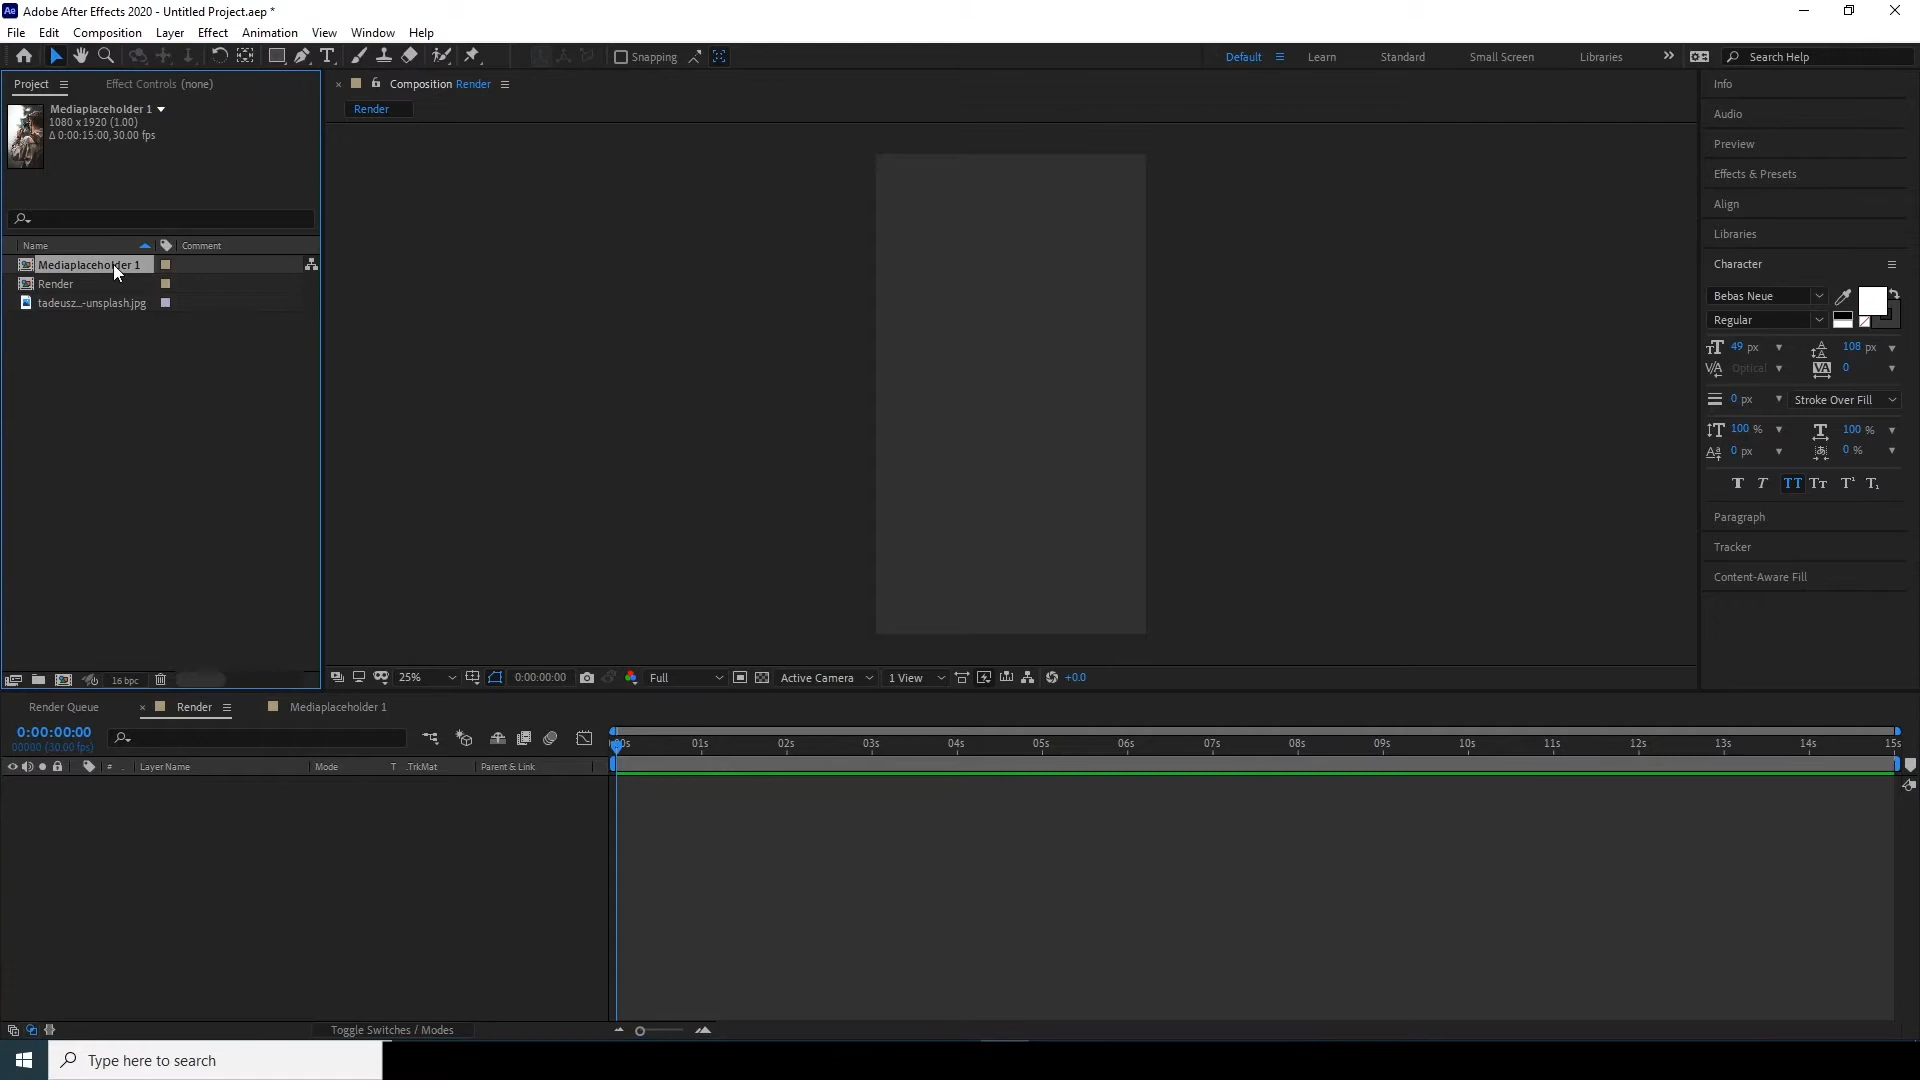 Adobe After Effects 2020 - Untitled Project.aep *
File Edit Composition Layer Effect Animation View Window Help
Snapping
Default Learn Standard Small Screen Libraries
Search Help
Project Effect Controls (none)
Mediaplaceholder 1
1080 x 1920 (1.00)
Δ 0:00:15:00, 30.00 fps
Name Comment
Mediaplaceholder 1
Render
tadeusz...-unsplash.jpg
16 bpc
Composition Render
Render
25% 0:00:00:00 Full Active Camera 1 View +0.0
Info
Audio
Preview
Effects & Presets
Align
Libraries
Character
Bebas Neue
Regular
49 px 108 px
Optical 0
0 px Stroke Over Fill
100 % 100 %
0 px 0 %
Paragraph
Tracker
Content-Aware Fill
Render Queue Render Mediaplaceholder 1
0:00:00:00
00000 (30.00 fps)
# Layer Name Mode T .TrkMat Parent & Link
00s 01s 02s 03s 04s 05s 06s 07s 08s 09s 10s 11s 12s 13s 14s 15s
Toggle Switches / Modes
Type here to search